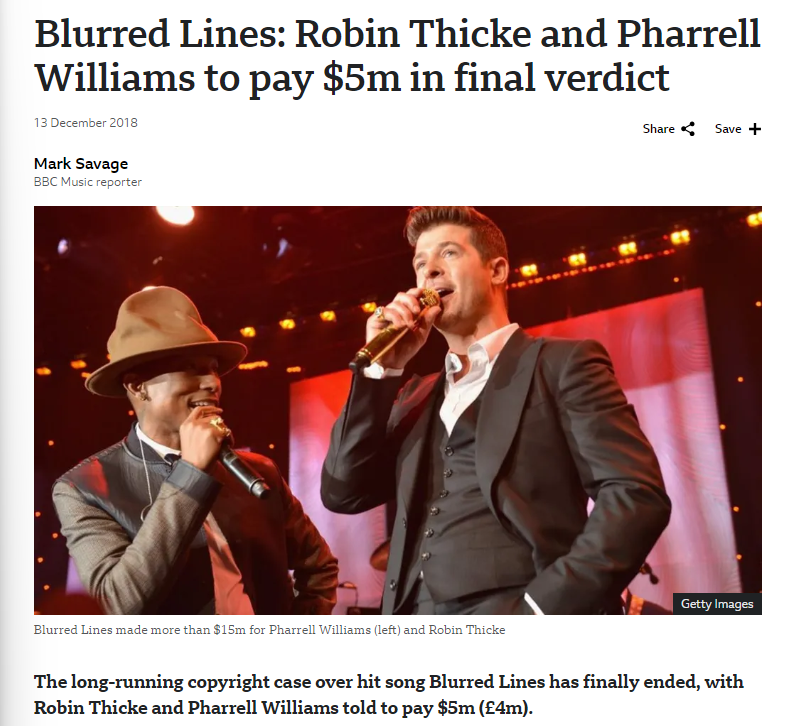 Blurred Lines: Robin Thicke and Pharrell
Williams to pay $5m in final verdict
13 December 2018
Share
Save
Mark Savage
BBC Music reporter
Getty Images
Blurred Lines made more than $15m for Pharrell Williams (left) and Robin Thicke
The long-running copyright case over hit song Blurred Lines has finally ended, with
Robin Thicke and Pharrell Williams told to pay $5m (£4m).